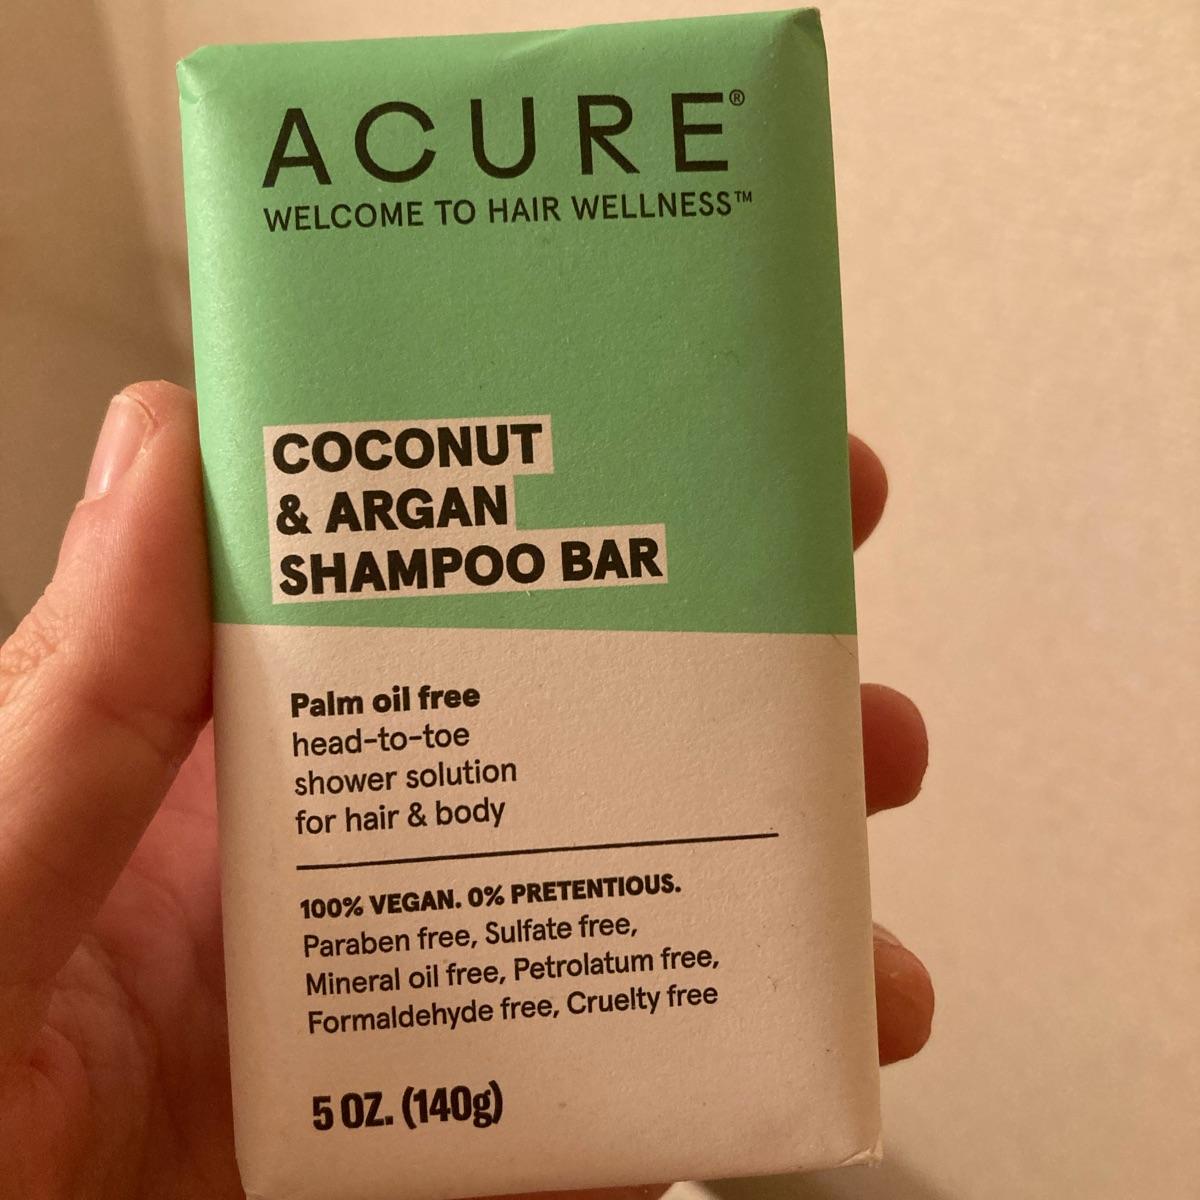 ACURE®
WELCOME TO HAIR WELLNESS™
COCONUT
& ARGAN
SHAMPOO BAR
Palm oil free
head-to-toe
shower solution
for hair & body
100% VEGAN. 0% PRETENTIOUS.
Paraben free, Sulfate free,
Mineral oil free, Petrolatum free,
Formaldehyde free, Cruelty free
5 OZ. (140g)